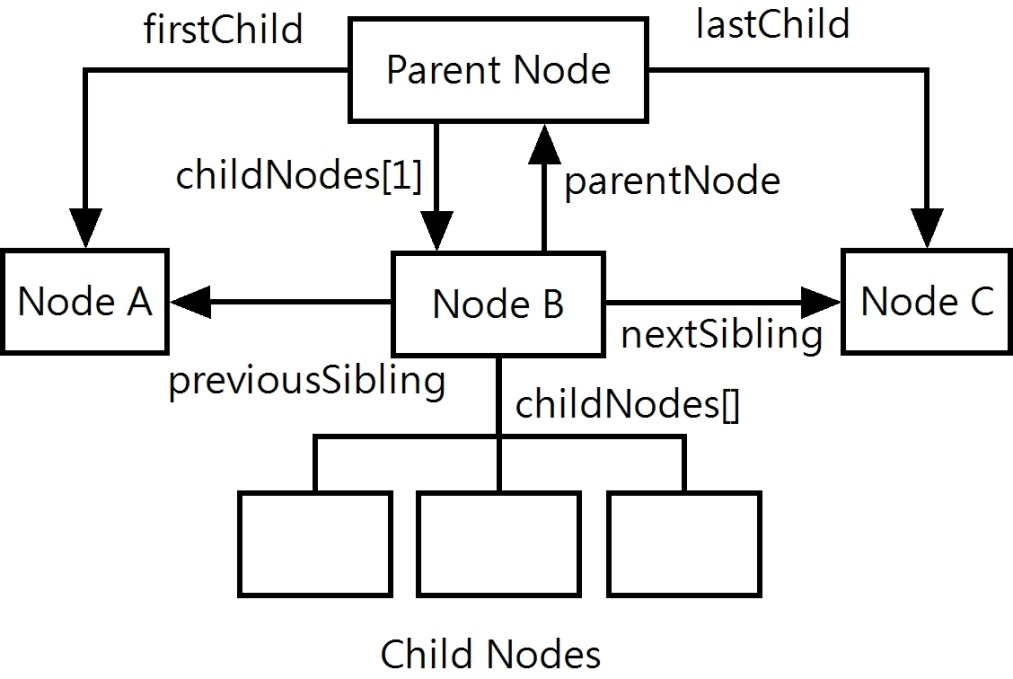 firstChild
lastChild
Parent Node
childNodes[1]
parentNode
Node A
Node B
Node C
nextSibling
previousSibling
childNodes[]
Child Nodes